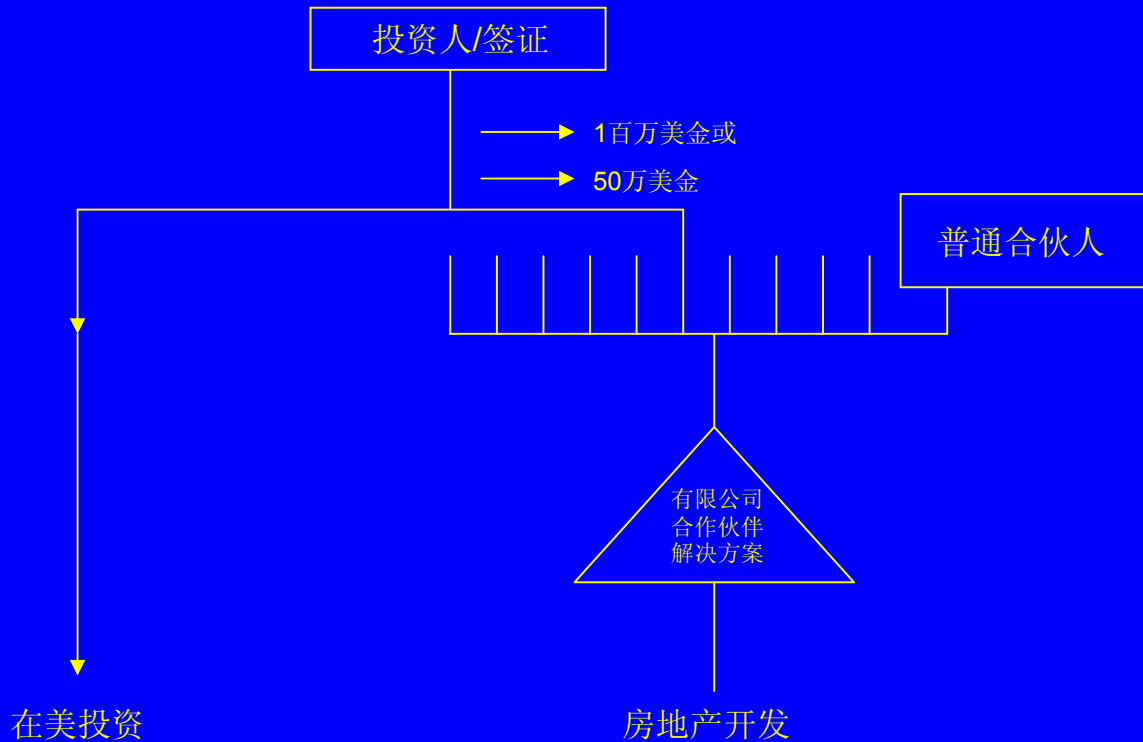 投资人/签证
1百万美金或
50万美金
普通合伙人
有限公司
合作伙伴
解决方案
在美投资
房地产开发